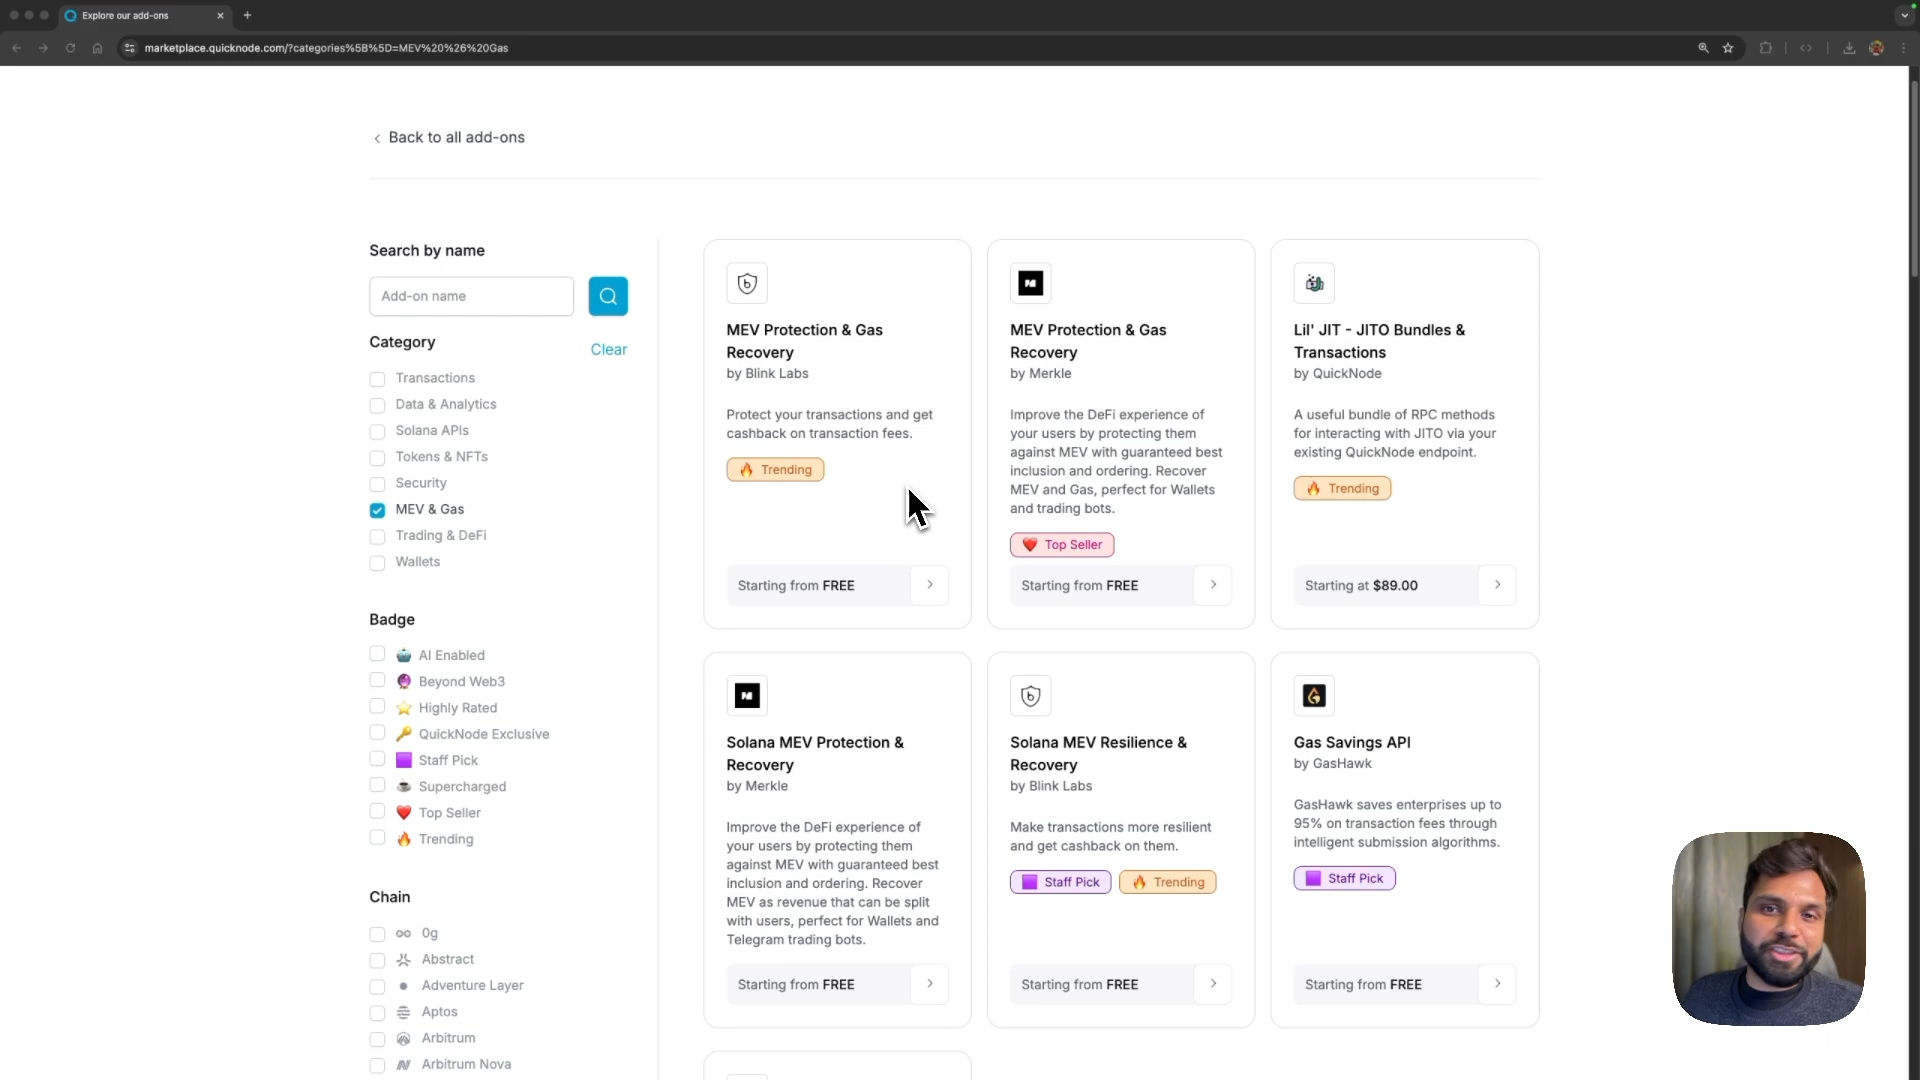 Explore our add-ons
marketplace.quicknode.com/?categories%5B%5D=MEV%20%26%20Gas
Back to all add-ons
Search by name
Add-on name
Category
Clear
Transactions
Data & Analytics
Solana APIs
Tokens & NFTs
Security
MEV & Gas
Trading & DeFi
Wallets
Badge
AI Enabled
Beyond Web3
Highly Rated
QuickNode Exclusive
Staff Pick
Supercharged
Top Seller
Trending
Chain
0g
Abstract
Adventure Layer
Aptos
Arbitrum
Arbitrum Nova
MEV Protection & Gas
Recovery
by Blink Labs
Protect your transactions and get
cashback on transaction fees.
Trending
Starting from FREE
MEV Protection & Gas
Recovery
by Merkle
Improve the DeFi experience of
your users by protecting them
against MEV with guaranteed best
inclusion and ordering. Recover
MEV and Gas, perfect for Wallets
and trading bots.
Top Seller
Starting from FREE
Lil' JIT - JITO Bundles &
Transactions
by QuickNode
A useful bundle of RPC methods
for interacting with JITO via your
existing QuickNode endpoint.
Trending
Starting at $89.00
Solana MEV Protection &
Recovery
by Merkle
Improve the DeFi experience of
your users by protecting them
against MEV with guaranteed best
inclusion and ordering. Recover
MEV as revenue that can be split
with users, perfect for Wallets and
Telegram trading bots.
Starting from FREE
Solana MEV Resilience &
Recovery
by Blink Labs
Make transactions more resilient
and get cashback on them.
Staff Pick
Trending
Starting from FREE
Gas Savings API
by GasHawk
GasHawk saves enterprises up to
95% on transaction fees through
intelligent submission algorithms.
Staff Pick
Starting from FREE